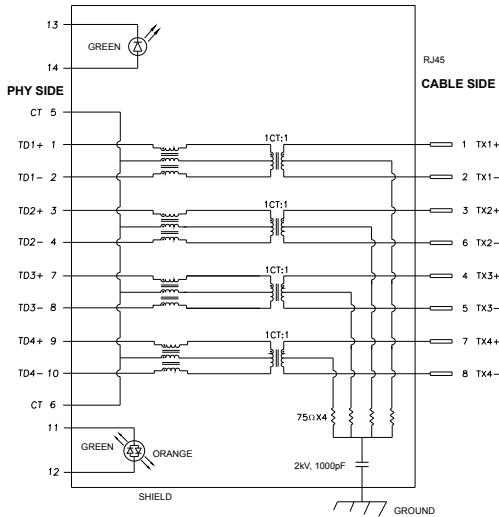 13
GREEN
14
RJ45
PHY SIDE
CABLE SIDE
CT 5
1CT:1
TD1+ 1
1 TX1+
TD1- 2
2 TX1-
1CT:1
TD2+ 3
3 TX2+
TD2- 4
6 TX2-
1CT:1
TD3+ 7
4 TX3+
TD3- 8
5 TX3-
1CT:1
TD4+ 9
7 TX4+
TD4- 10
8 TX4-
CT 6
75ΩX4
11
GREEN
ORANGE
12
2kV, 1000pF
SHIELD
GROUND